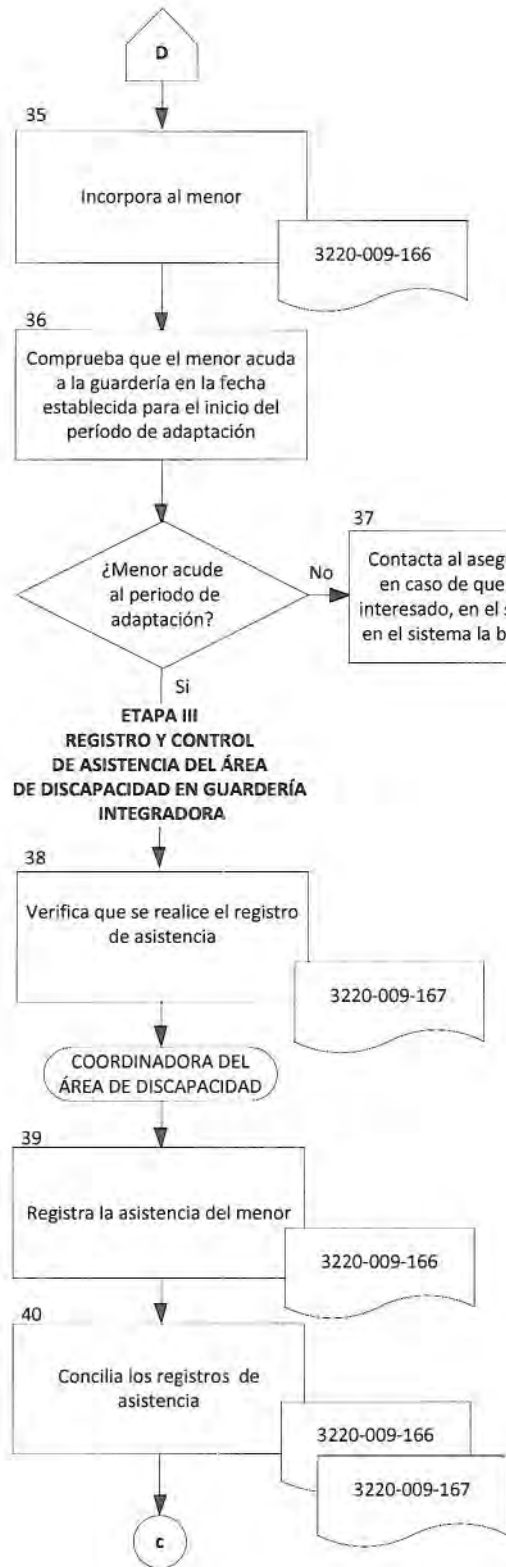 D
35
Incorpora al menor
3220-009-166
36
Comprueba que el menor acuda
a la guardería en la fecha
establecida para el inicio del
período de adaptación
¿Menor acude
al periodo de
adaptación?
No
37
Contacta al aseg
en caso de que
interesado, en el s
en el sistema la b
Si
ETAPA III
REGISTRO Y CONTROL
DE ASISTENCIA DEL ÁREA
DE DISCAPACIDAD EN GUARDERÍA
INTEGRADORA
38
Verifica que se realice el registro
de asistencia
3220-009-167
COORDINADORA DEL
ÁREA DE DISCAPACIDAD
39
Registra la asistencia del menor
3220-009-166
40
Concilia los registros de
asistencia
3220-009-166
3220-009-167
c